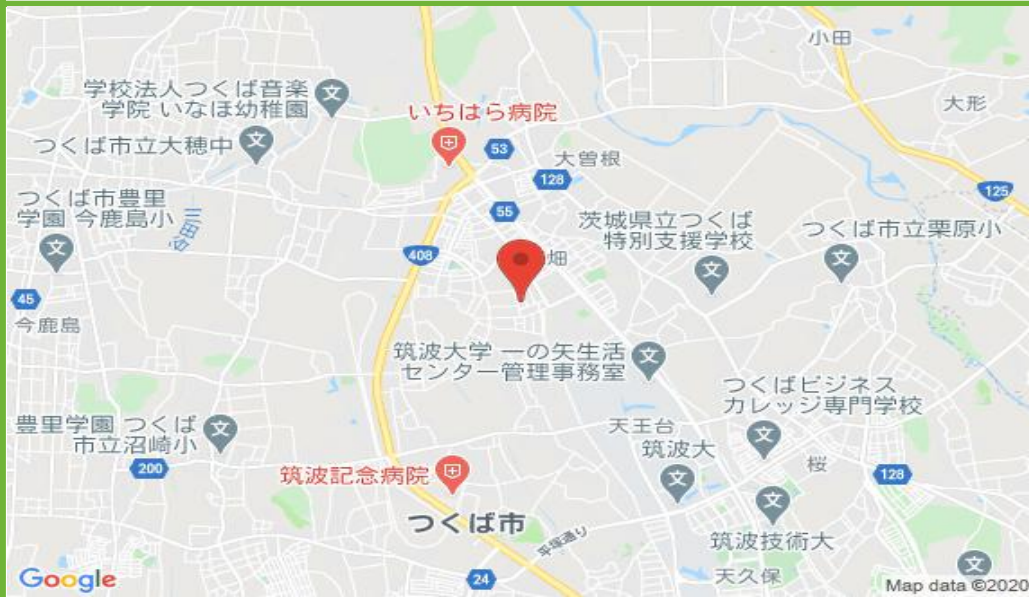 小田
学校法人つくば音楽
学院 いなほ幼稚園
大形
いちはら病院
つくば市立大穂中
53
大曽根
128
125
つくば市豊里
学園 今鹿島小
55
茨城県立つくば
特別支援学校
つくば市立栗原小
408
畑
45
今鹿島
筑波大学 一の矢生活
センター管理事務室
つくばビジネス
カレッジ専門学校
豊里学園 つくば
市立沼崎小
天王台
筑波大
200
筑波記念病院
桜
128
つくば市
平塚通り
筑波技術大
24
天久保
Google
Map data ©2020